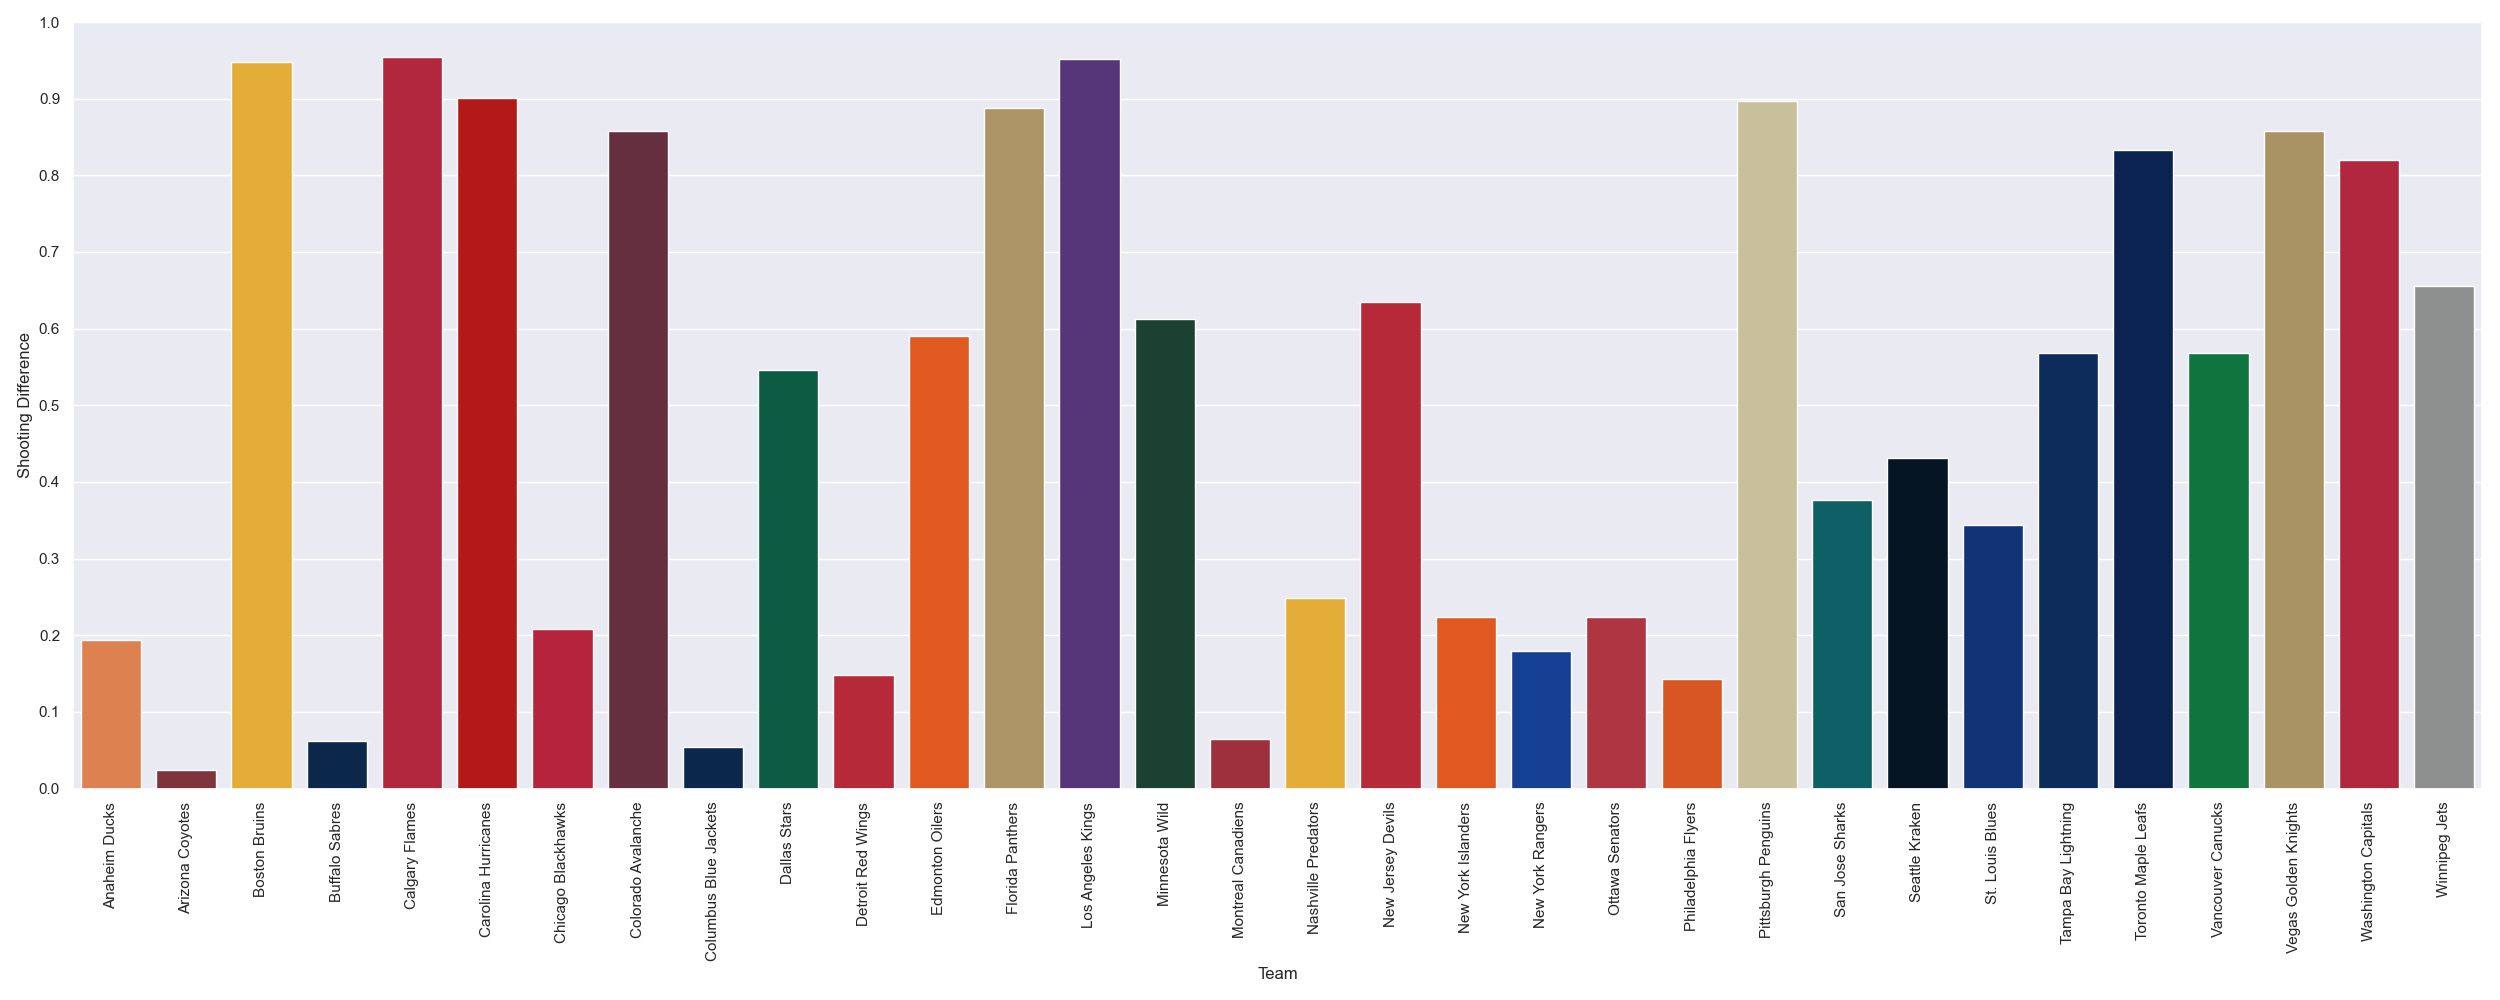 1.0
0.9
0.8
0.7
0.6
0.5
0.4
0.3
0.2
0.1
0.0
Shooting Difference
Anaheim Ducks
Arizona Coyotes
Boston Bruins
Buffalo Sabres
Calgary Flames
Carolina Hurricanes
Chicago Blackhawks
Colorado Avalanche
Columbus Blue Jackets
Dallas Stars
Detroit Red Wings
Edmonton Oilers
Florida Panthers
Los Angeles Kings
Minnesota Wild
Montreal Canadiens
Nashville Predators
New Jersey Devils
New York Islanders
New York Rangers
Ottawa Senators
Philadelphia Flyers
Pittsburgh Penguins
San Jose Sharks
Seattle Kraken
St. Louis Blues
Tampa Bay Lightning
Toronto Maple Leafs
Vancouver Canucks
Vegas Golden Knights
Washington Capitals
Winnipeg Jets
Team